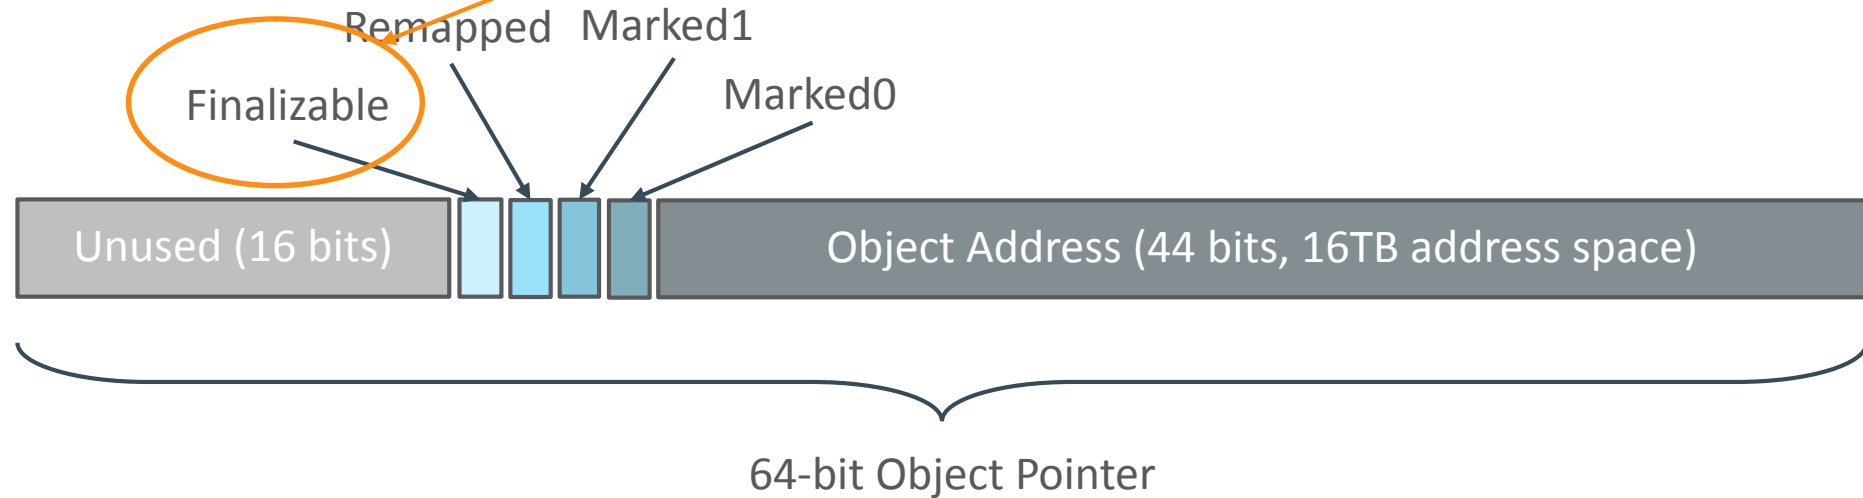 Remapped Marked1
Finalizable
Marked0
Unused (16 bits)
Object Address (44 bits, 16TB address space)
64-bit Object Pointer